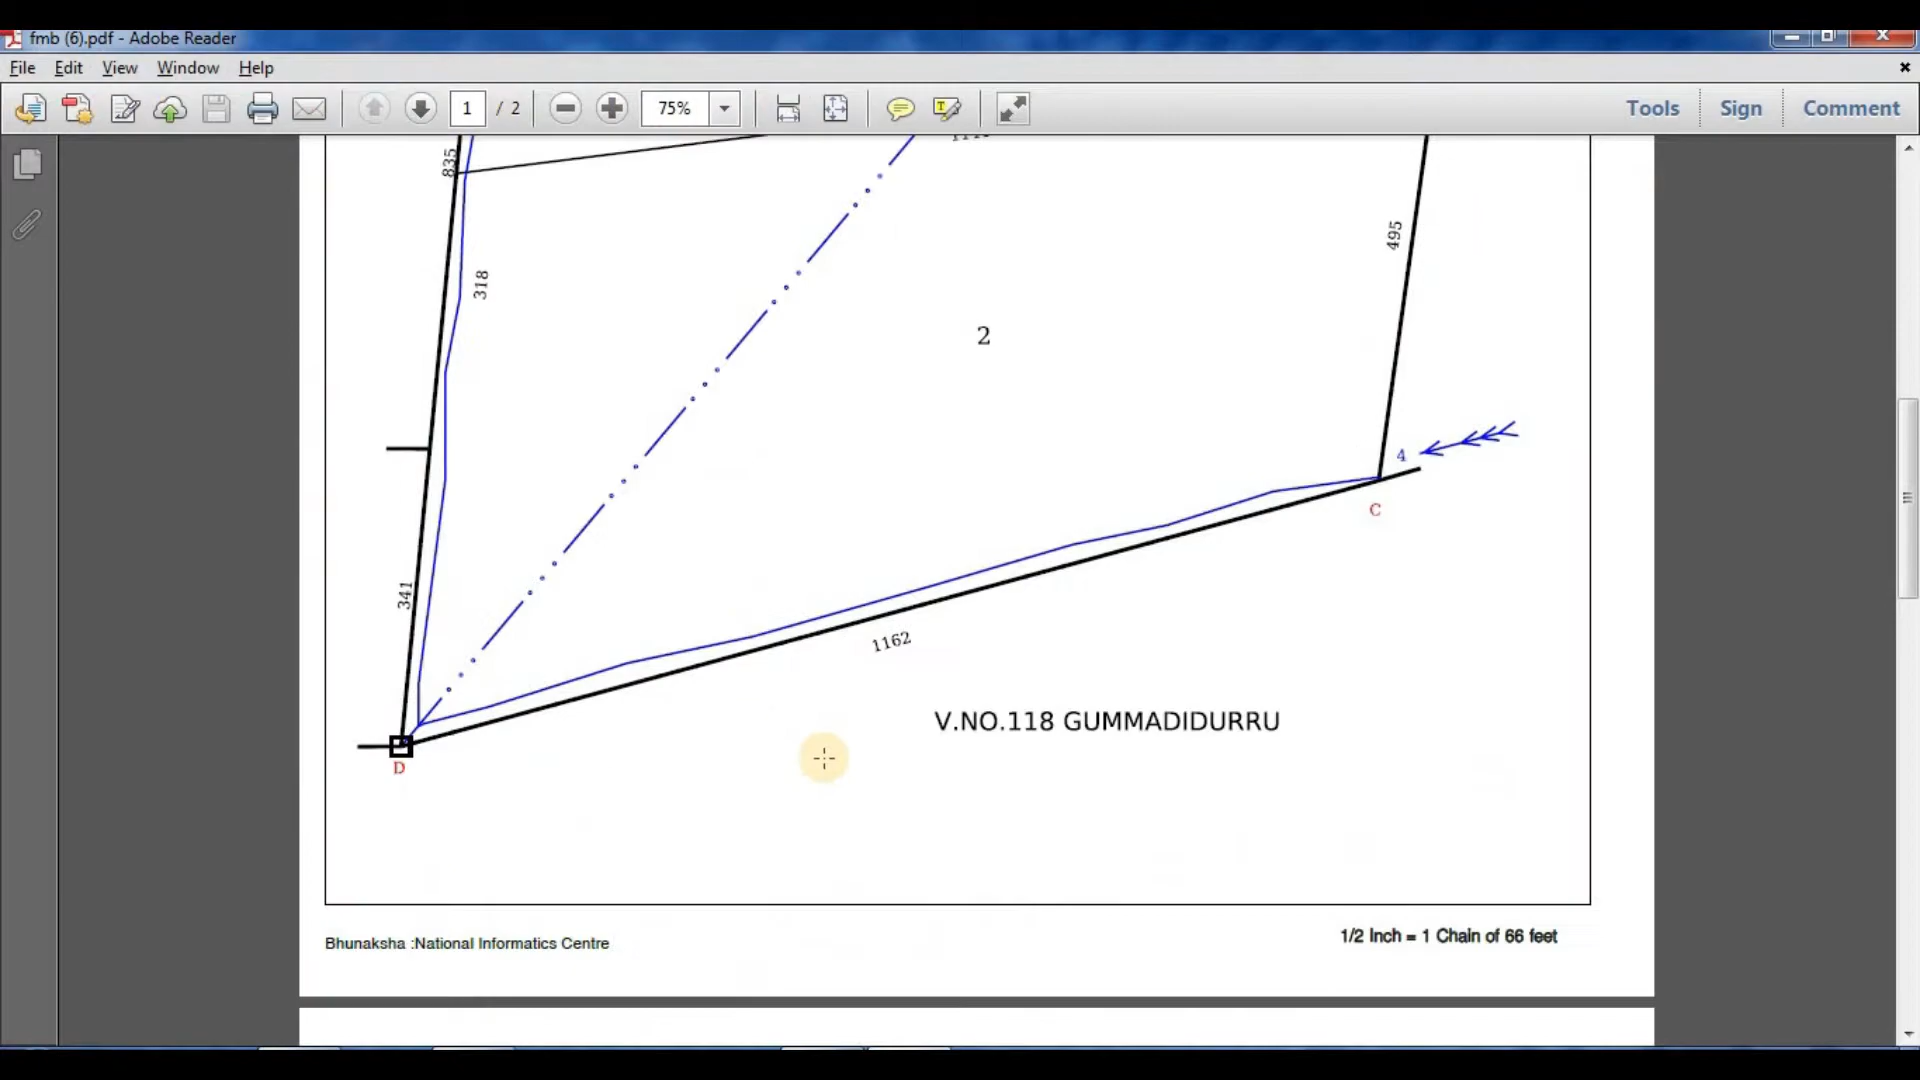 fmb (6).pdf - Adobe Reader
File Edit View Window Help
1 / 2 75% Tools Sign Comment
835
495
318
2
4
C
341
1162
V.NO.118 GUMMADIDURRU
D
Bhunaksha :National Informatics Centre
1/2 Inch = 1 Chain of 66 feet